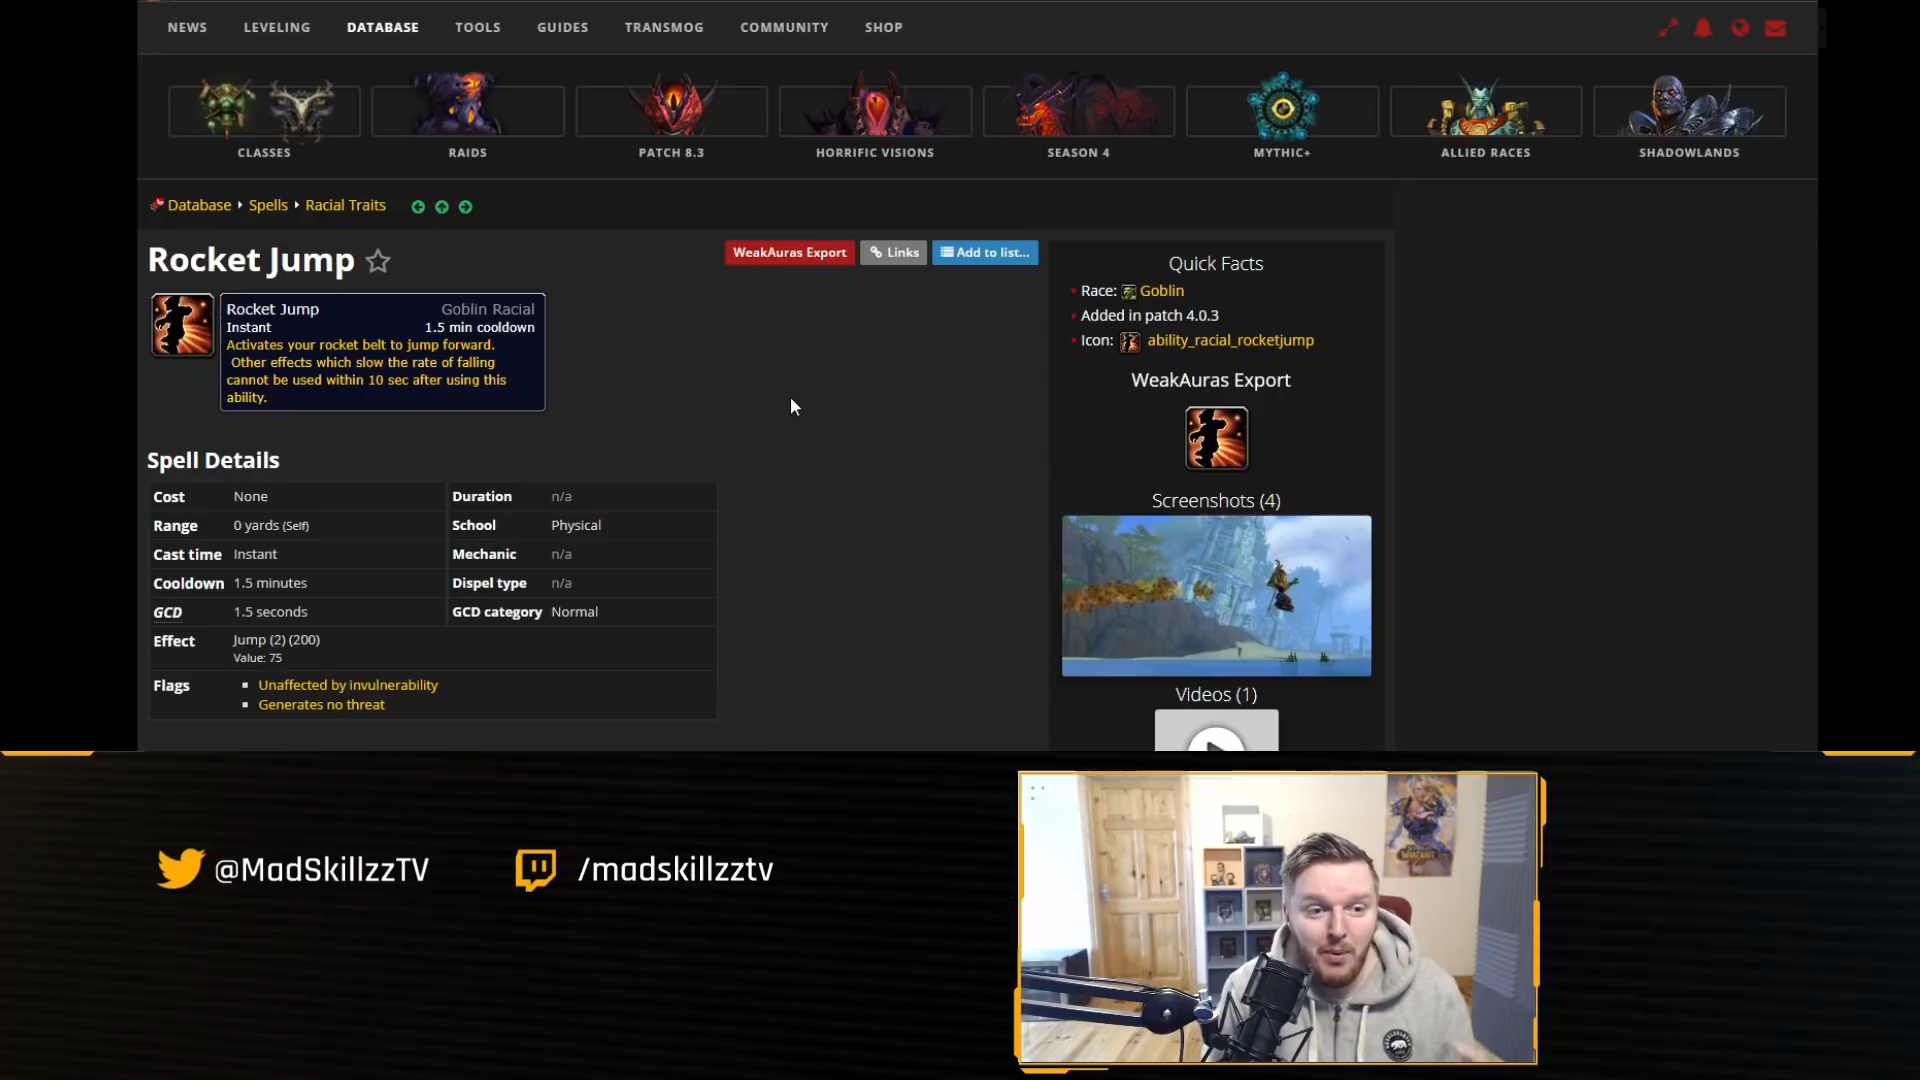 NEWS LEVELING DATABASE TOOLS GUIDES TRANSMOG COMMUNITY SHOP
CLASSES RAIDS PATCH 8.3 HORRIFIC VISIONS SEASON 4 MYTHIC+ ALLIED RACES SHADOWLANDS
Database Spells Racial Traits
Rocket Jump
WeakAuras Export Links Add to list...
Rocket Jump Goblin Racial
Instant 1.5 min cooldown
Activates your rocket belt to jump forward.
Other effects which slow the rate of falling
cannot be used within 10 sec after using this
ability.
Spell Details
Cost None Duration n/a
Range 0 yards (Self) School Physical
Cast time Instant Mechanic n/a
Cooldown 1.5 minutes Dispel type n/a
GCD 1.5 seconds GCD category Normal
Effect Jump (2) (200)
Value: 75
Flags Unaffected by invulnerability
Generates no threat
Quick Facts
Race: Goblin
Added in patch 4.0.3
Icon: ability_racial_rocketjump
WeakAuras Export
Screenshots (4)
Videos (1)
@MadSkillzzTV /madskillzztv